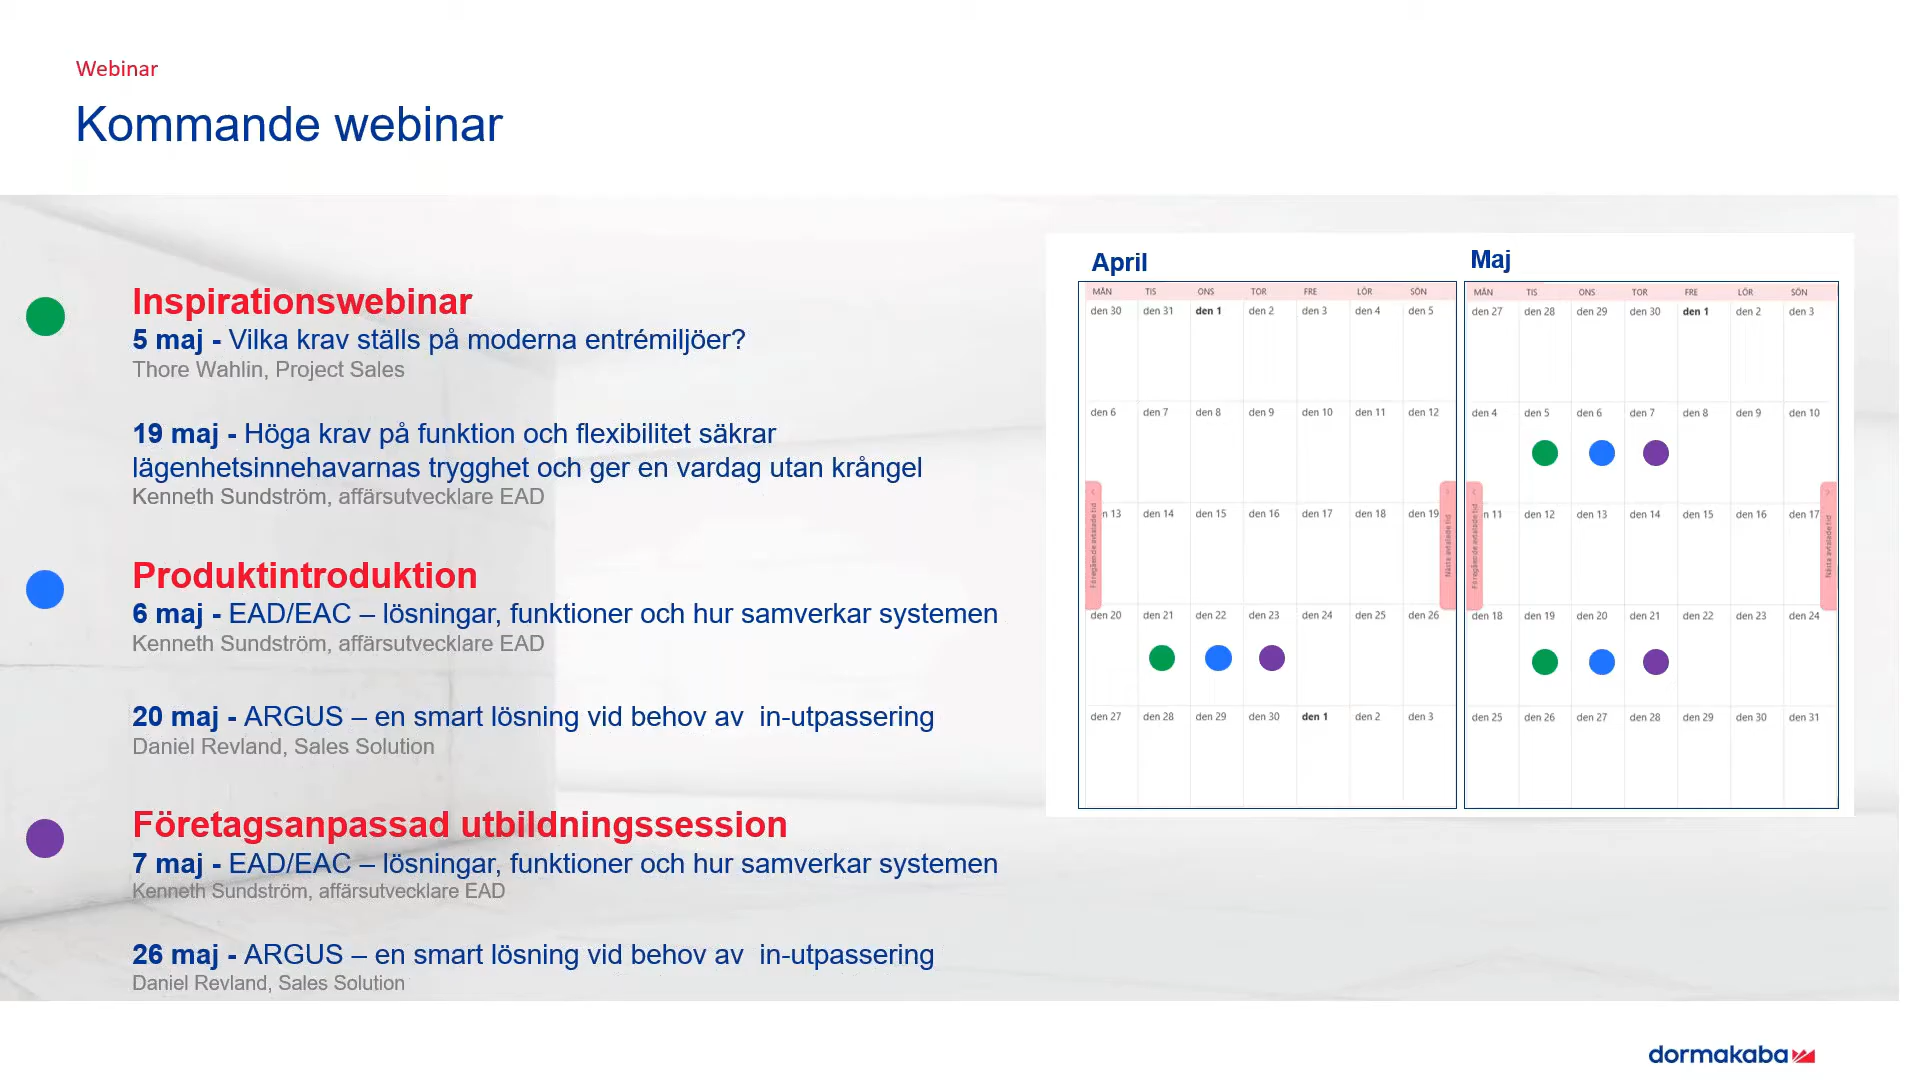 Webinar
Kommande webinar
Inspirationswebinar
5 maj - Vilka krav ställs på moderna entrémiljöer?
Thore Wahlin, Project Sales
19 maj - Höga krav på funktion och flexibilitet säkrar
lägenhetsinnehavarnas trygghet och ger en vardag utan krångel
Kenneth Sundström, affärsutvecklare EAD
Produktintroduktion
6 maj - EAD/EAC – lösningar, funktioner och hur samverkar systemen
Kenneth Sundström, affärsutvecklare EAD
20 maj - ARGUS – en smart lösning vid behov av  in-utpassering
Daniel Revland, Sales Solution
Företagsanpassad utbildningssession
7 maj - EAD/EAC – lösningar, funktioner och hur samverkar systemen
Kenneth Sundström, affärsutvecklare EAD
26 maj - ARGUS – en smart lösning vid behov av  in-utpassering
Daniel Revland, Sales Solution
April
MÅN TIS ONS TOR FRE LÖR SÖN
den 30 den 31 den 1 den 2 den 3 den 4 den 5
den 6 den 7 den 8 den 9 den 10 den 11 den 12
n 13 den 14 den 15 den 16 den 17 den 18 den 19
den 20 den 21 den 22 den 23 den 24 den 25 den 26
den 27 den 28 den 29 den 30 den 1 den 2 den 3
Föregående avtalade tid
Nästa avtalade tid
Maj
MÅN TIS ONS TOR FRE LÖR SÖN
den 27 den 28 den 29 den 30 den 1 den 2 den 3
den 4 den 5 den 6 den 7 den 8 den 9 den 10
n 11 den 12 den 13 den 14 den 15 den 16 den 17
den 18 den 19 den 20 den 21 den 22 den 23 den 24
den 25 den 26 den 27 den 28 den 29 den 30 den 31
Föregående avtalade tid
Nästa avtalade tid
dormakaba